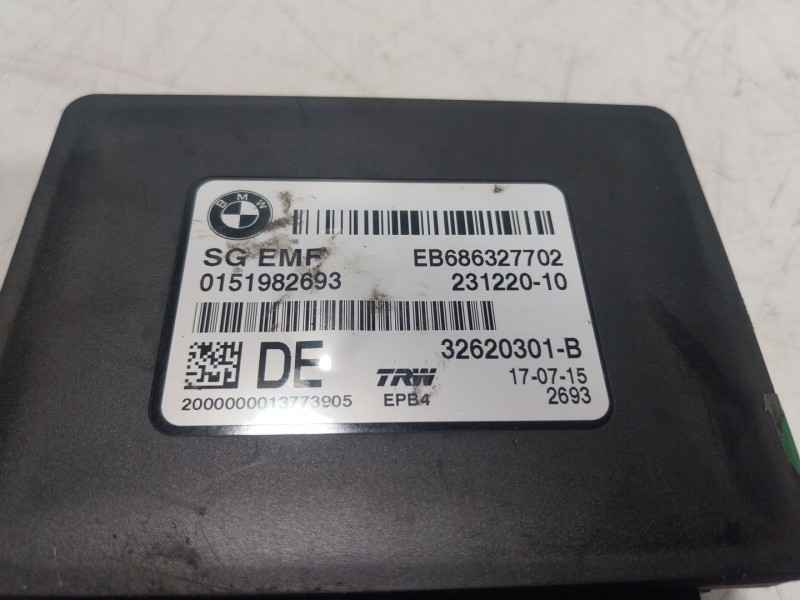 BMW
SG EMF EB686327702
0151982693 231220-10
32620301-B
DE TRW 17-07-15
2000000013773905 EPB4 2693